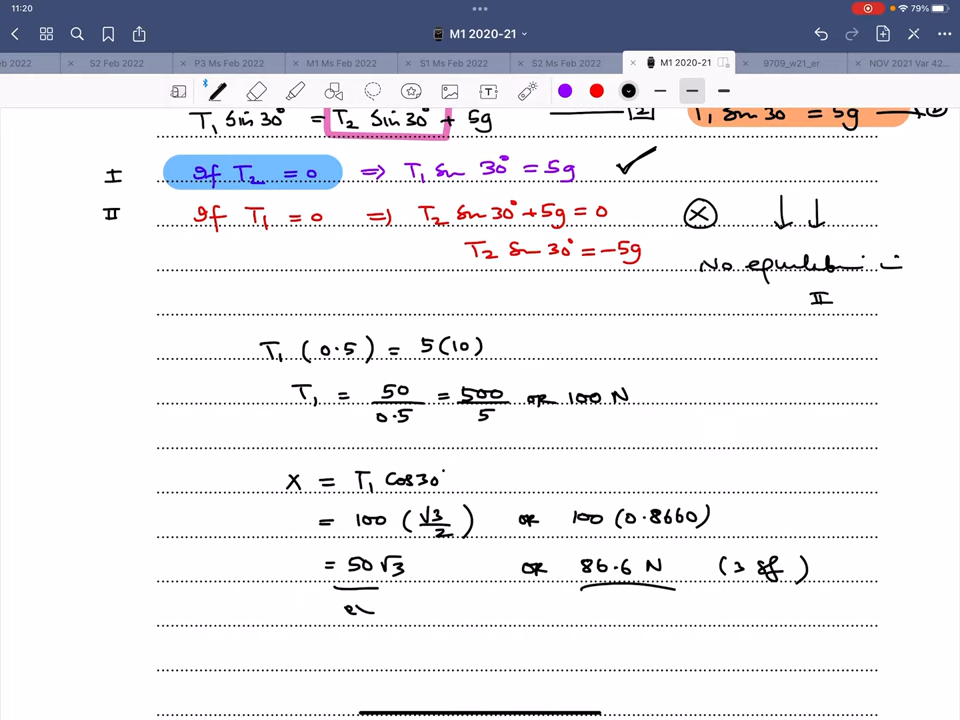 11:20
79%
M1 2020-21
eb 2022
S2 Feb 2022
P3 Ms Feb 2022
M1 Ms Feb 2022
S1 Ms Feb 2022
S2 Ms Feb 2022
M1 2020-21
9709_w21_er
NOV 2021 Var 42
T₁ Sin 30° = T₂ Sin 30° + 5g
T₁ Sin 30° = 5g
I If T₂ = 0 ⇒ T₁ Sin 30° = 5g ✓
II If T₁ = 0 ⇒ T₂ Sin 30° + 5g = 0 ⊗ ↓ ↓
T₂ Sin 30° = -5g
No
II
T₁ (0.5) = 5(10)
T₁ = 50/0.5 = 500/5 OR 100 N
X = T₁ Cos 30°
= 100 (√3/2) OR 100 (0.8660)
= 50√3 OR 86.6 N (3 sf)